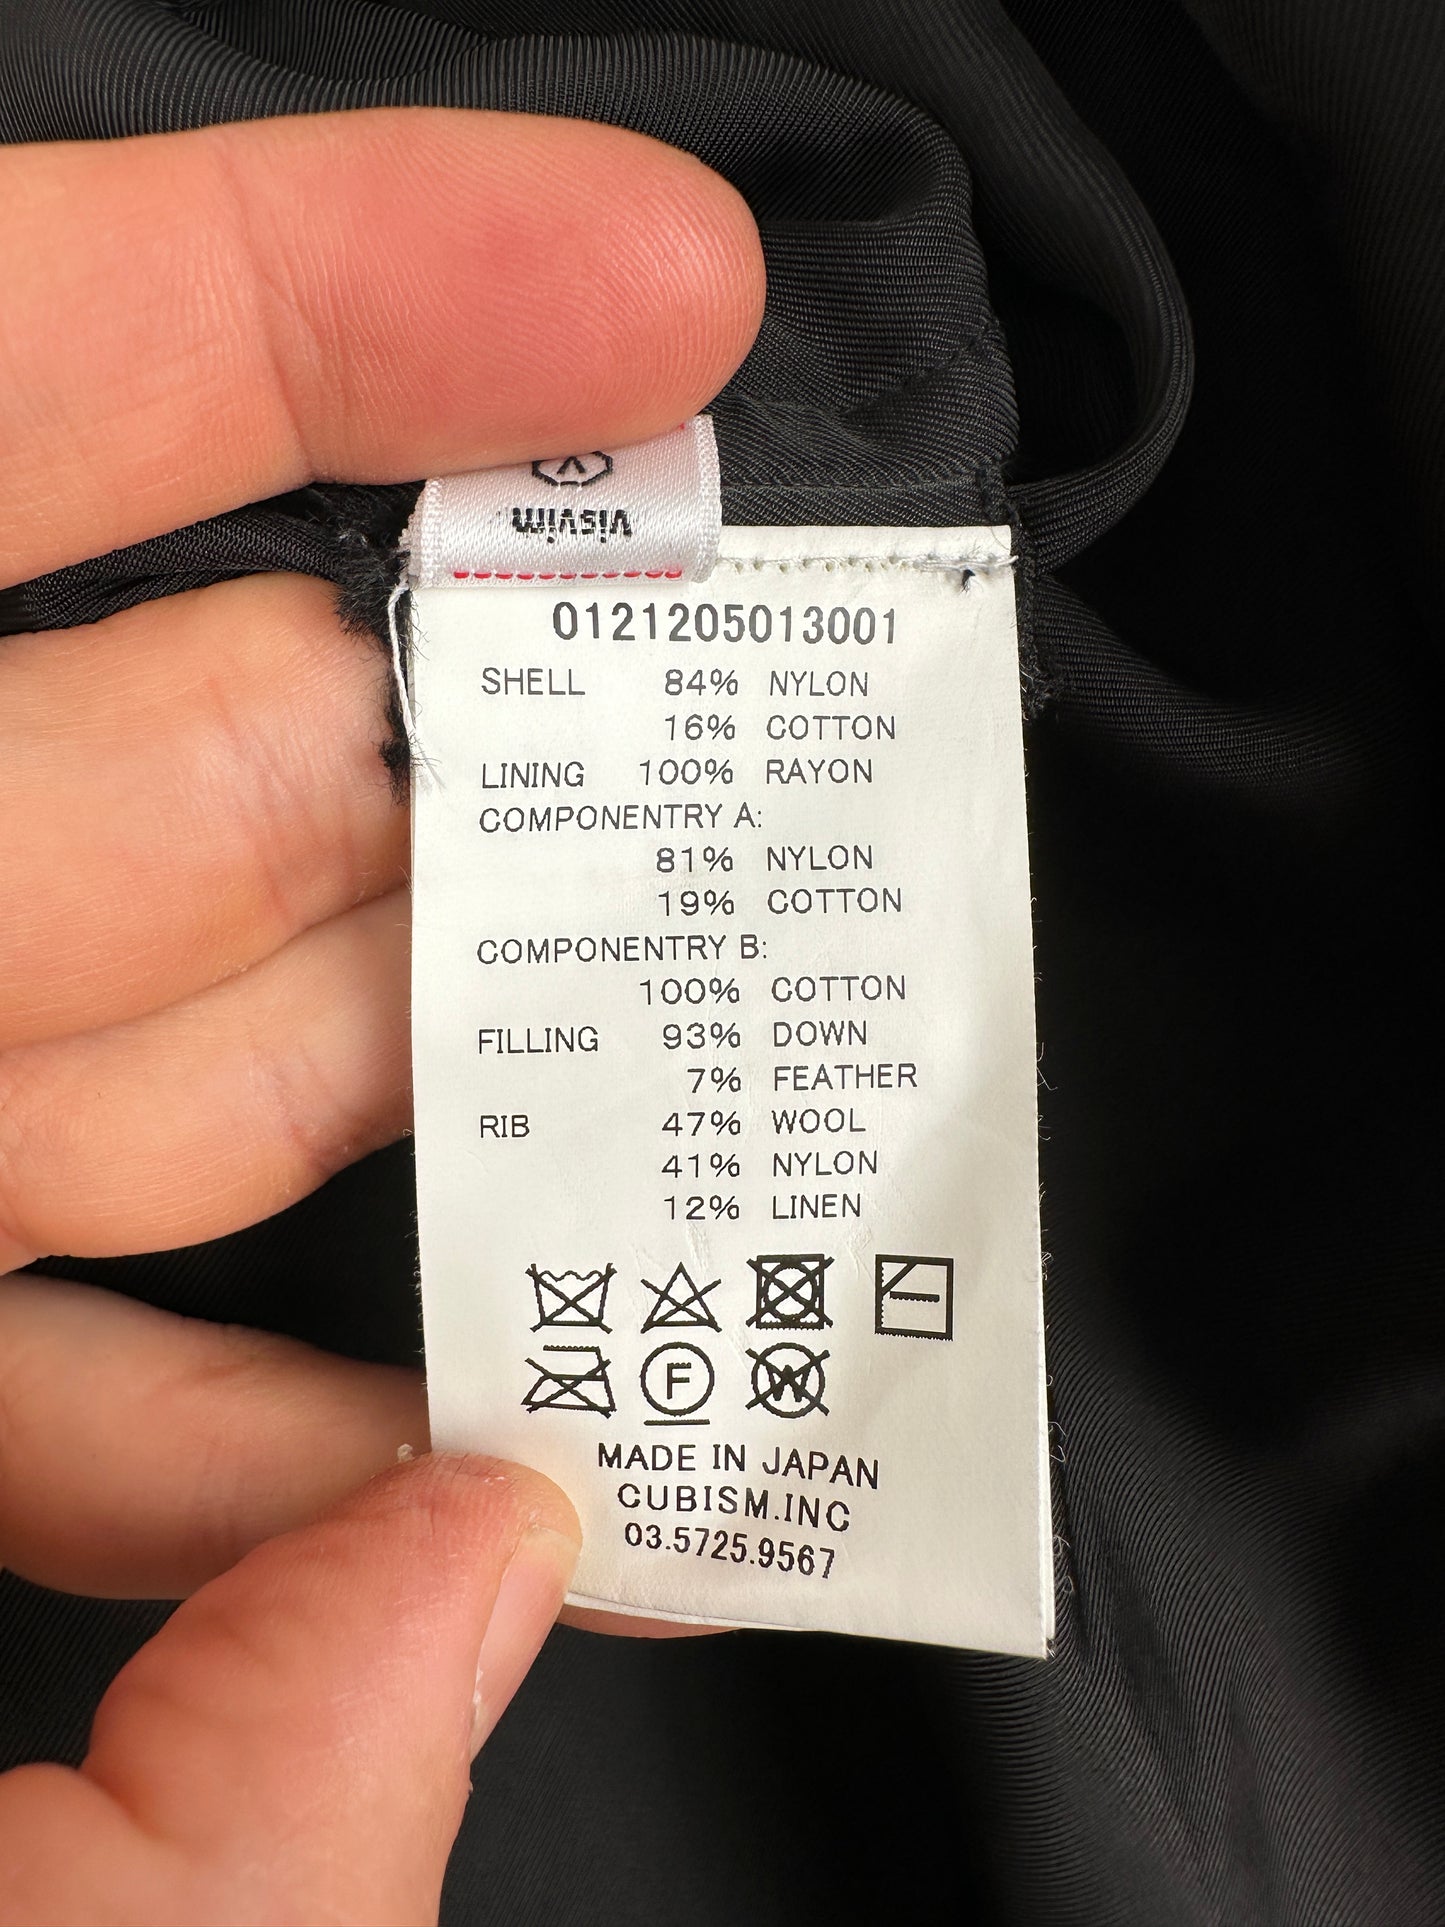 visvim
0121205013001
SHELL 84% NYLON
16% COTTON
LINING 100% RAYON
COMPONENTRY A:
81% NYLON
19% COTTON
COMPONENTRY B:
100% COTTON
FILLING 93% DOWN
7% FEATHER
RIB 47% WOOL
41% NYLON
12% LINEN
F W
MADE IN JAPAN
CUBISM.INC
03.5725.9567